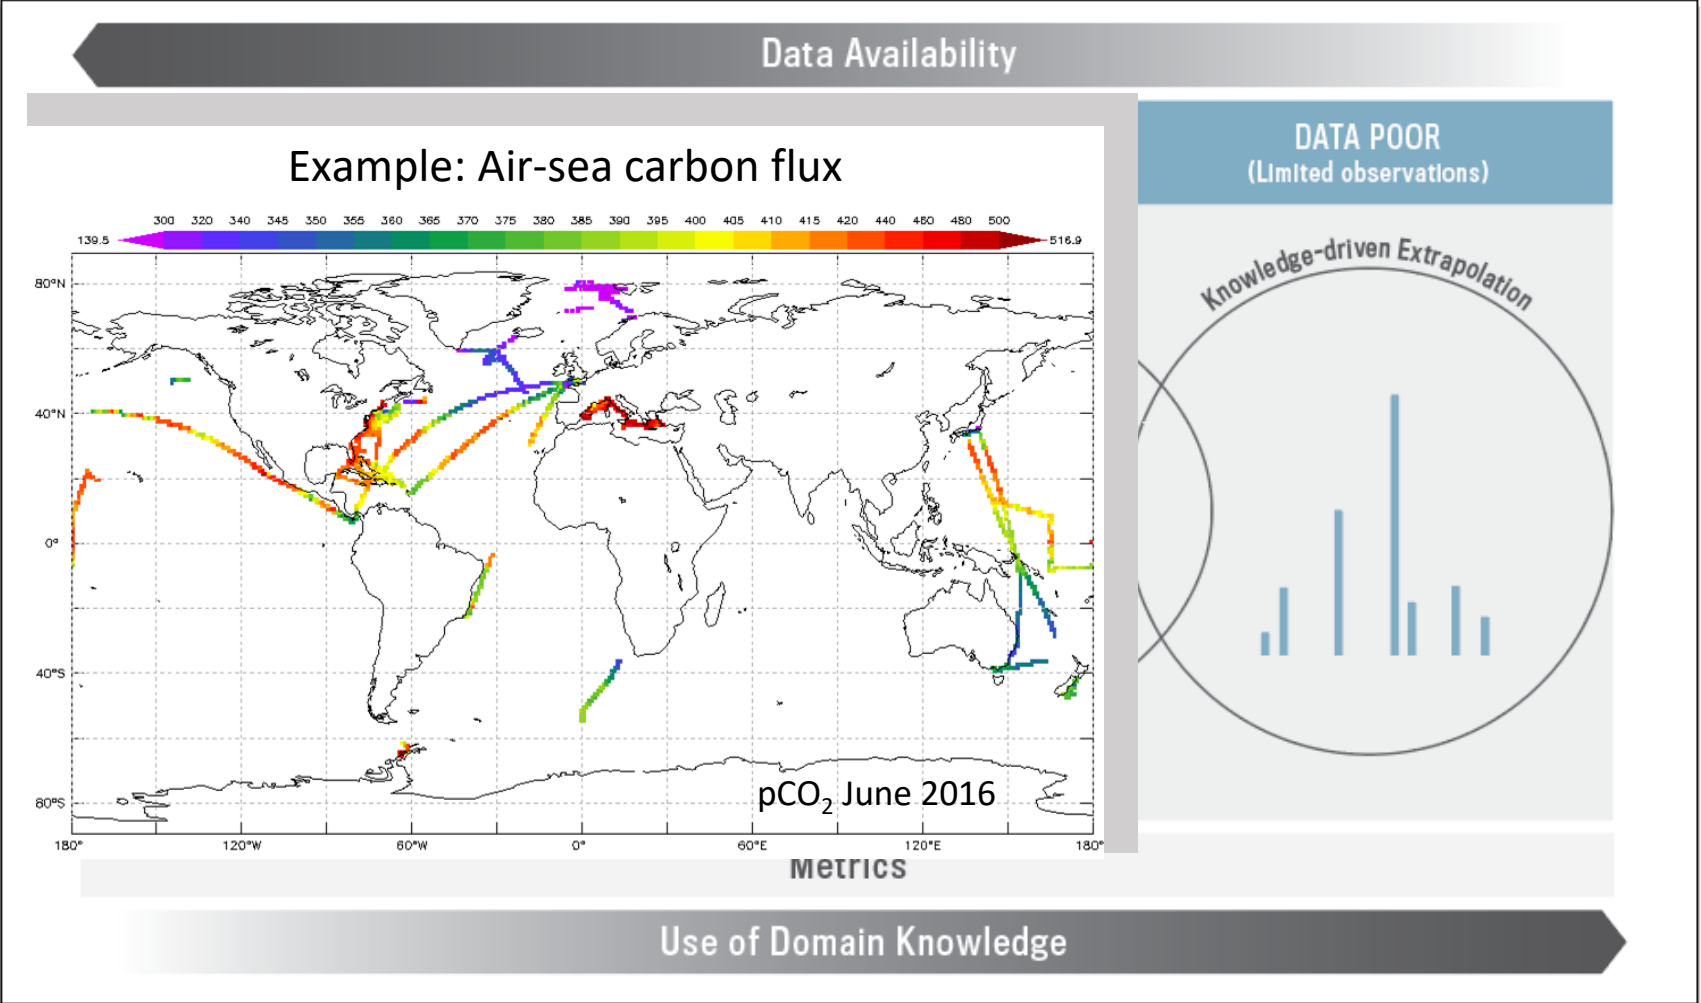 Data Availability
DATA POOR
(Limited observations)
Example: Air-sea carbon flux
300 320 340 345 350 355 360 365 370 375 380 385 390 395 400 405 410 415 420 440 460 480 500
139.5
516.9
Knowledge-driven Extrapolation
80°N
40°N
0°
40°S
80°S
pCO₂ June 2016
180° 120°W 60°W 0° 60°E 120°E 180°
Metrics
Use of Domain Knowledge